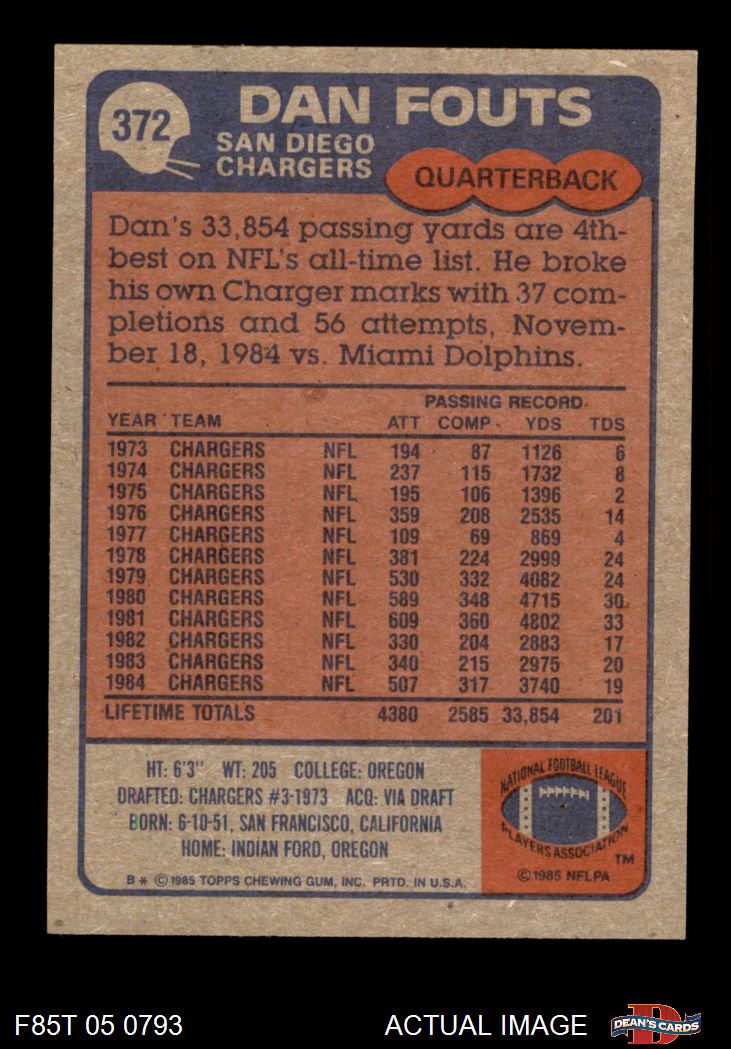 372
DAN FOUTS
SAN DIEGO
CHARGERS
QUARTERBACK
Dan's 33,854 passing yards are 4th-
best on NFL's all-time list. He broke
his own Charger marks with 37 com-
pletions and 56 attempts, Novem-
ber 18, 1984 vs. Miami Dolphins.
PASSING RECORD
YEAR TEAM ATT COMP YDS TDS
1973 CHARGERS NFL 194 87 1126 6
1974 CHARGERS NFL 237 115 1732 8
1975 CHARGERS NFL 195 106 1396 2
1976 CHARGERS NFL 359 208 2535 14
1977 CHARGERS NFL 109 69 869 4
1978 CHARGERS NFL 381 224 2999 24
1979 CHARGERS NFL 530 332 4082 24
1980 CHARGERS NFL 589 348 4715 30
1981 CHARGERS NFL 609 360 4802 33
1982 CHARGERS NFL 330 204 2883 17
1983 CHARGERS NFL 340 215 2975 20
1984 CHARGERS NFL 507 317 3740 19
LIFETIME TOTALS 4380 2585 33,854 201
HT: 6'3" WT: 205 COLLEGE: OREGON
DRAFTED: CHARGERS #3-1973 ACQ: VIA DRAFT
BORN: 6-10-51, SAN FRANCISCO, CALIFORNIA
HOME: INDIAN FORD, OREGON
B * © 1985 TOPPS CHEWING GUM, INC. PRTD. IN U.S.A.
NATIONAL FOOTBALL LEAGUE
PLAYERS ASSOCIATION
TM
© 1985 NFLPA
F85T 05 0793
ACTUAL IMAGE
D
DEAN'S CARDS